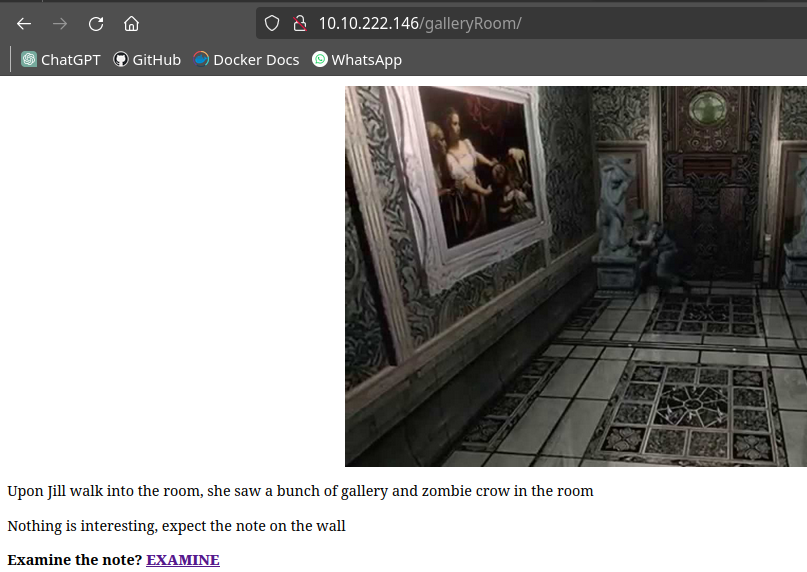 10.10.222.146/galleryRoom/
ChatGPT GitHub Docker Docs WhatsApp
Upon Jill walk into the room, she saw a bunch of gallery and zombie crow in the room
Nothing is interesting, expect the note on the wall
Examine the note? EXAMINE